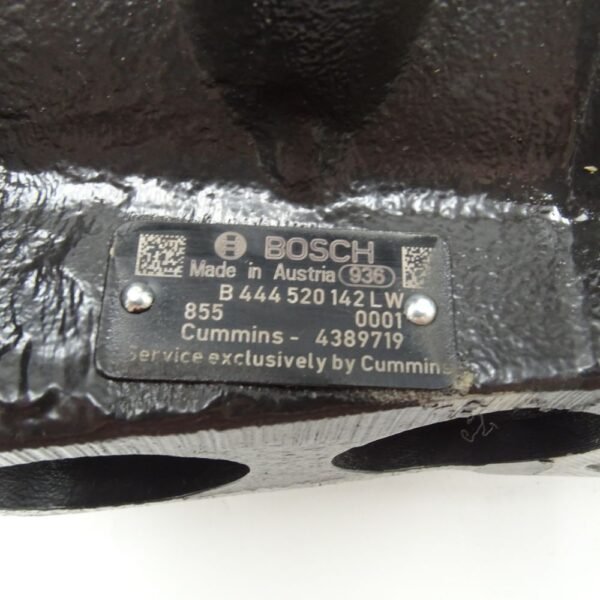 BOSCH
Made in Austria 936
B 444 520 142 LW
855 0001
Cummins - 4389719
Service exclusively by Cummins